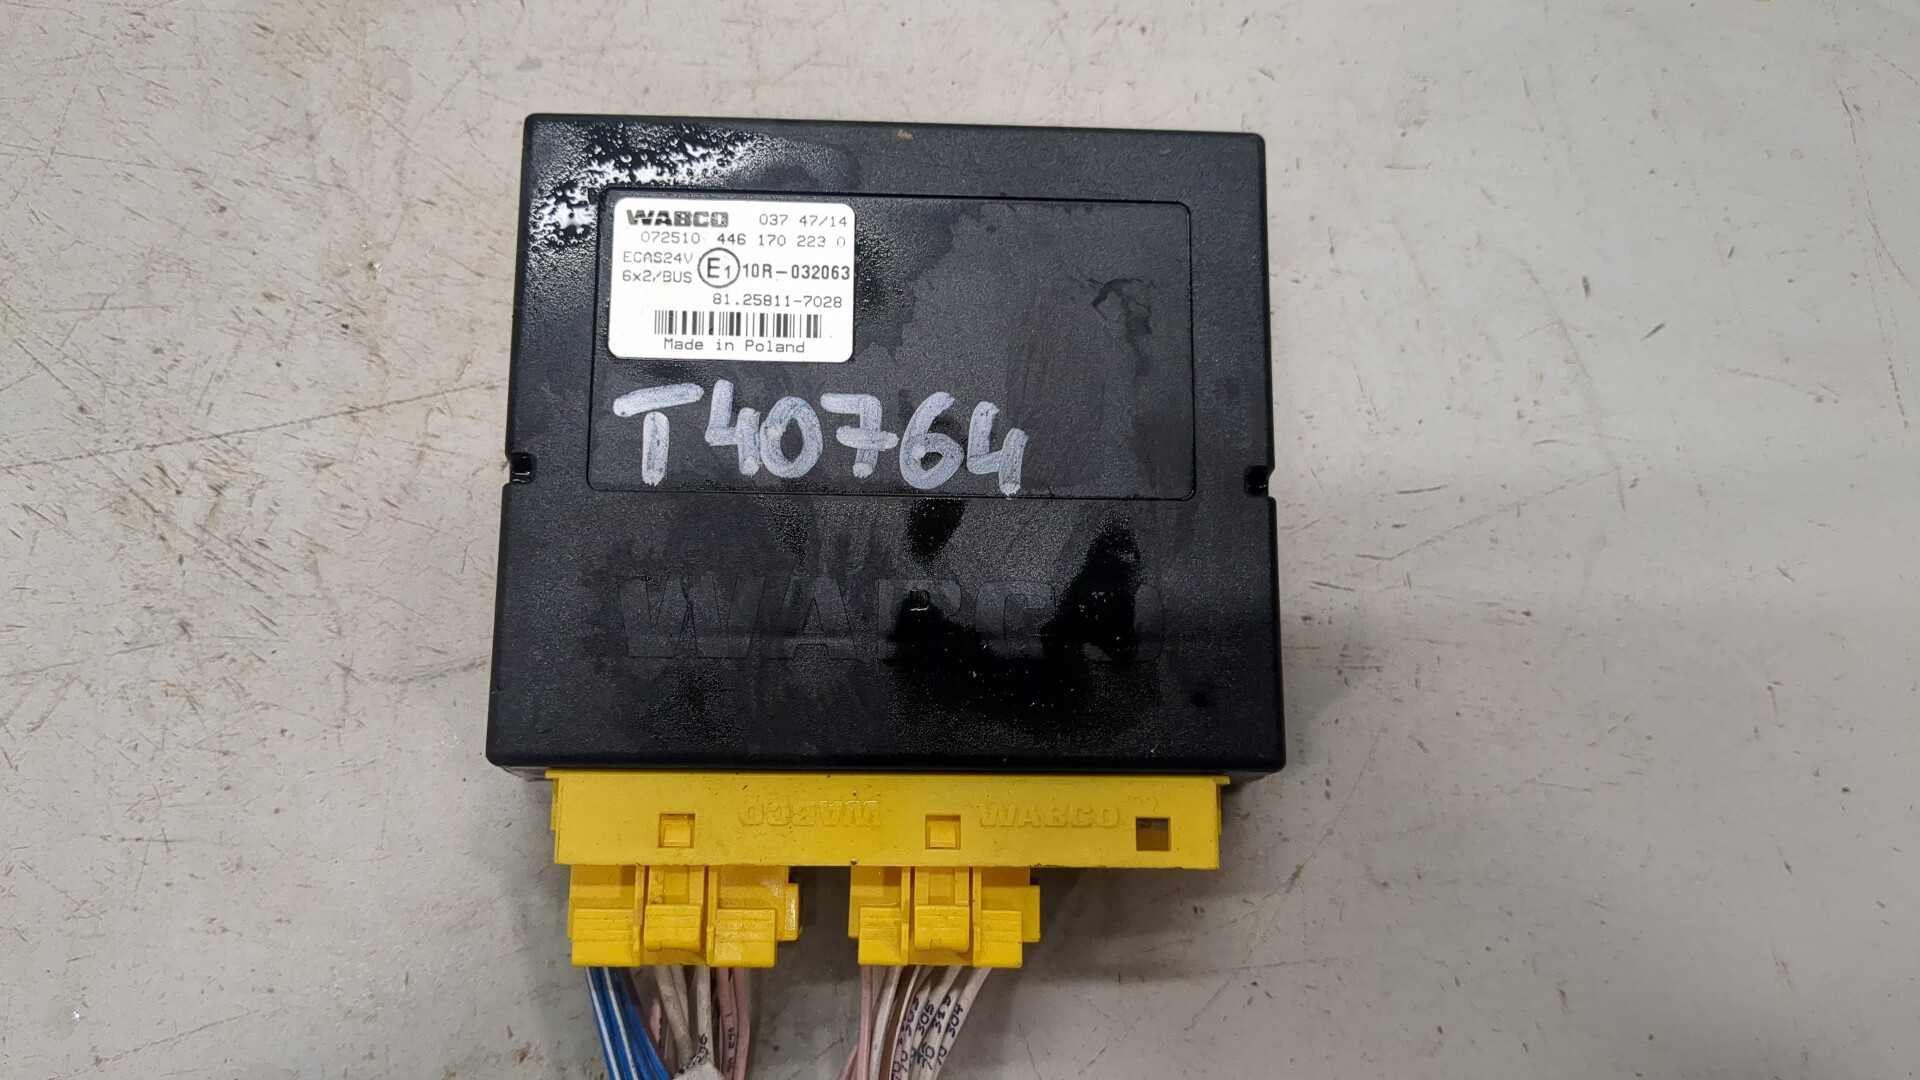 WABCO 037 47/14
072510 446 170 223 0
ECAS24V
6x2/BUS E1 10R-032063
81.25811-7028
Made in Poland
T40764
WABCO
WABCO WABCO